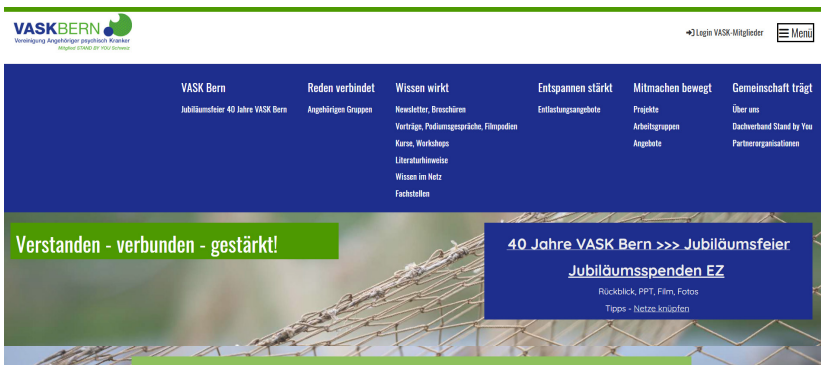 VASKBERN
Vereinigung Angehöriger psychisch Kranker
Mitglied STAND BY YOU Schweiz
Login VASK-Mitglieder
Menü
VASK Bern
Jubiläumsfeier 40 Jahre VASK Bern
Reden verbindet
Angehörigen Gruppen
Wissen wirkt
Newsletter, Broschüren
Vorträge, Podiumsgespräche, Filmpodien
Kurse, Workshops
Literaturhinweise
Wissen im Netz
Fachstellen
Entspannen stärkt
Entlastungsangebote
Mitmachen bewegt
Projekte
Arbeitsgruppen
Angebote
Gemeinschaft trägt
Über uns
Dachverband Stand by You
Partnerorganisationen
Verstanden - verbunden - gestärkt!
40 Jahre VASK Bern >>> Jubiläumsfeier
Jubiläumsspenden EZ
Rückblick, PPT, Film, Fotos
Tipps - Netze knüpfen